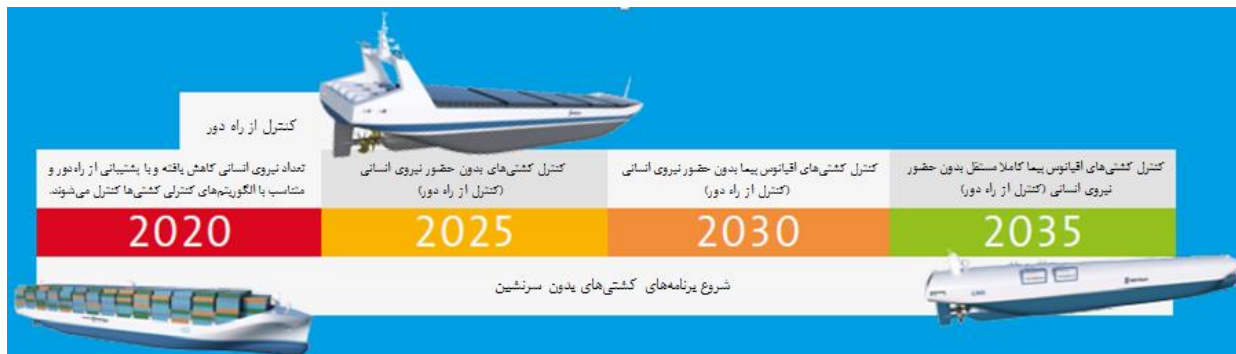 کنترل از راه دور
تعداد نیروی انسانی کاهش یافته و با پشتیبانی از راه‌دور و
متناسب با الگوریتم‌های کنترلی کشتی‌ها کنترل می‌شوند.
2020
کنترل کشتی‌های بدون حضور نیروی انسانی
(کنترل از راه دور)
2025
کنترل کشتی‌های اقیانوس پیما بدون حضور نیروی انسانی
(کنترل از راه دور)
2030
کنترل کشتی‌های اقیانوس پیما کاملا مستقل بدون حضور
نیروی انسانی (کنترل از راه دور)
2035
شروع برنامه‌های کشتی‌های بدون سرنشین